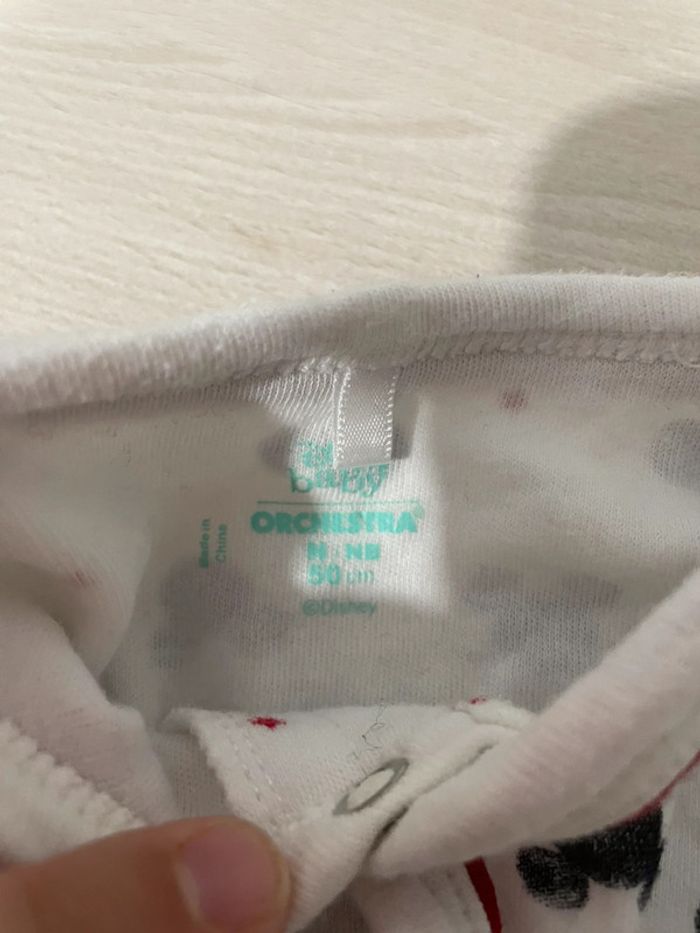 baby
ORCHESTRA®
N - NB
50 cm
©Disney
Made in
China